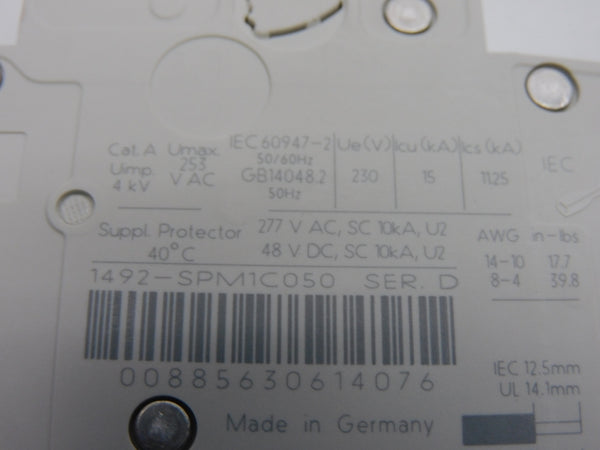 Cat. A Umax. IEC 60947-2 Ue(V) Icu (kA) Ics (kA)
Uimp. 253 50/60Hz
4 kV V AC GB14048.2 230 15 11.25 IEC
50Hz
Suppl. Protector 277 V AC, SC 10kA, U2
40°C 48 V DC, SC 10kA, U2
AWG in-lbs
14-10 17.7
8-4 39.8
1492-SPM1C050 SER. D
00885630614076
IEC 12.5mm
UL 14.1mm
Made in Germany